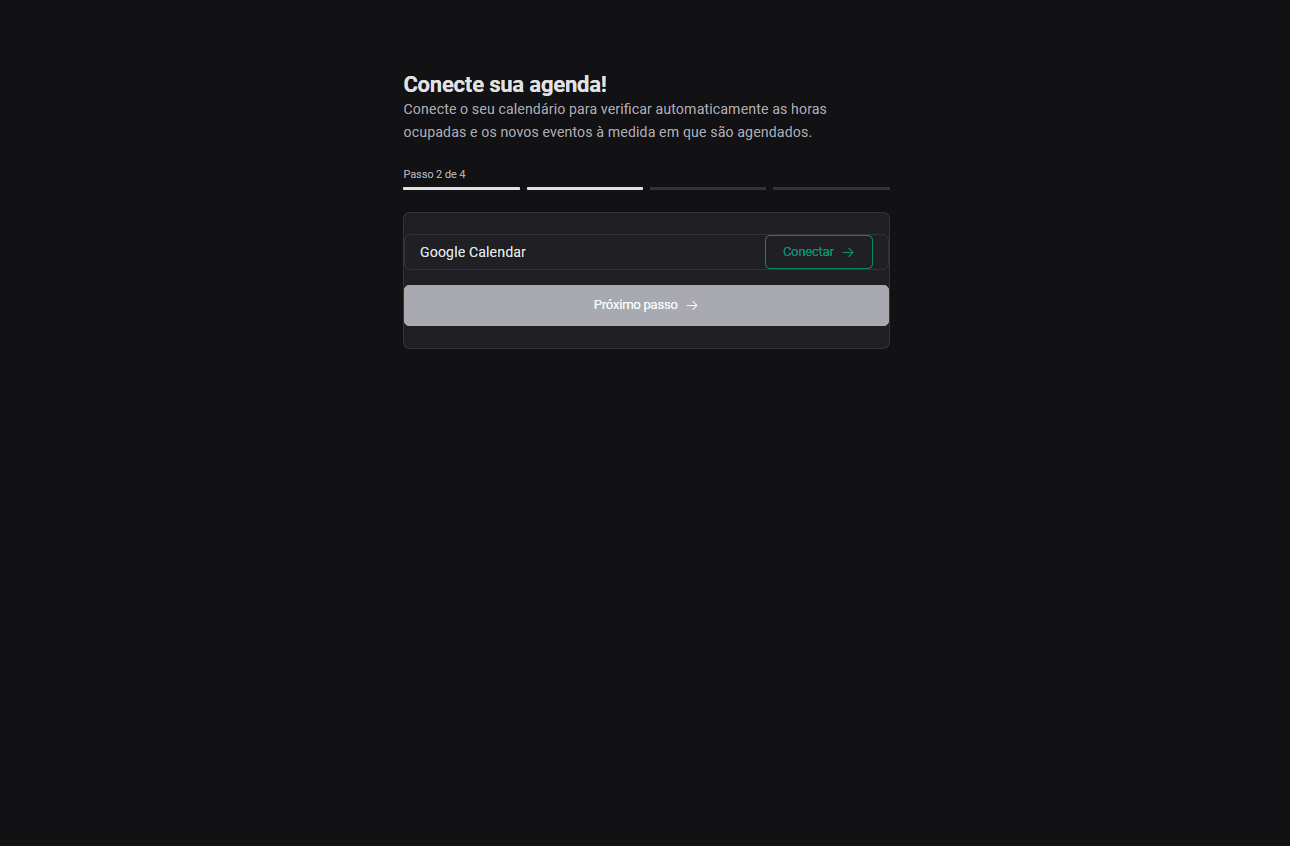 Conecte sua agenda!
Conecte o seu calendário para verificar automaticamente as horas
ocupadas e os novos eventos à medida em que são agendados.
Passo 2 de 4
Google Calendar
Conectar →
Próximo passo →